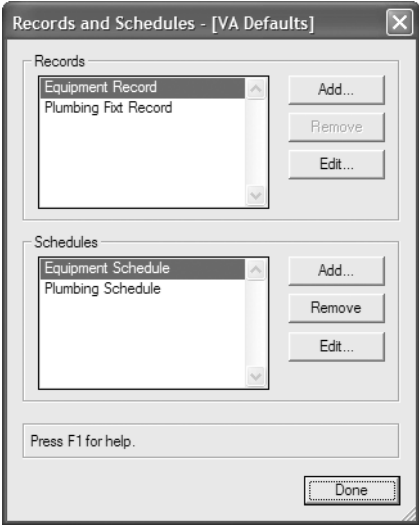 Records and Schedules - [VA Defaults]
Records
Equipment Record
Plumbing Fixt Record
Add...
Remove
Edit...
Schedules
Equipment Schedule
Plumbing Schedule
Add...
Remove
Edit...
Press F1 for help.
Done